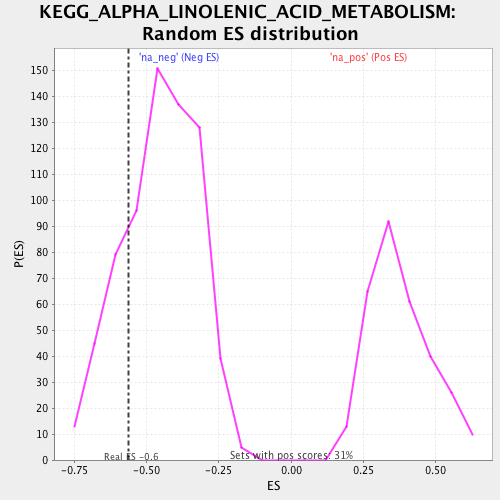 KEGG_ALPHA_LINOLENIC_ACID_METABOLISM:
Random ES distribution
'na_neg' (Neg ES)
'na_pos' (Pos ES)
150
140
130
120
110
100
90
80
70
60
50
40
30
20
10
0
P(ES)
Real ES -0.6
Sets with pos scores: 31%
-0.75
-0.50
-0.25
0.00
0.25
0.50
ES